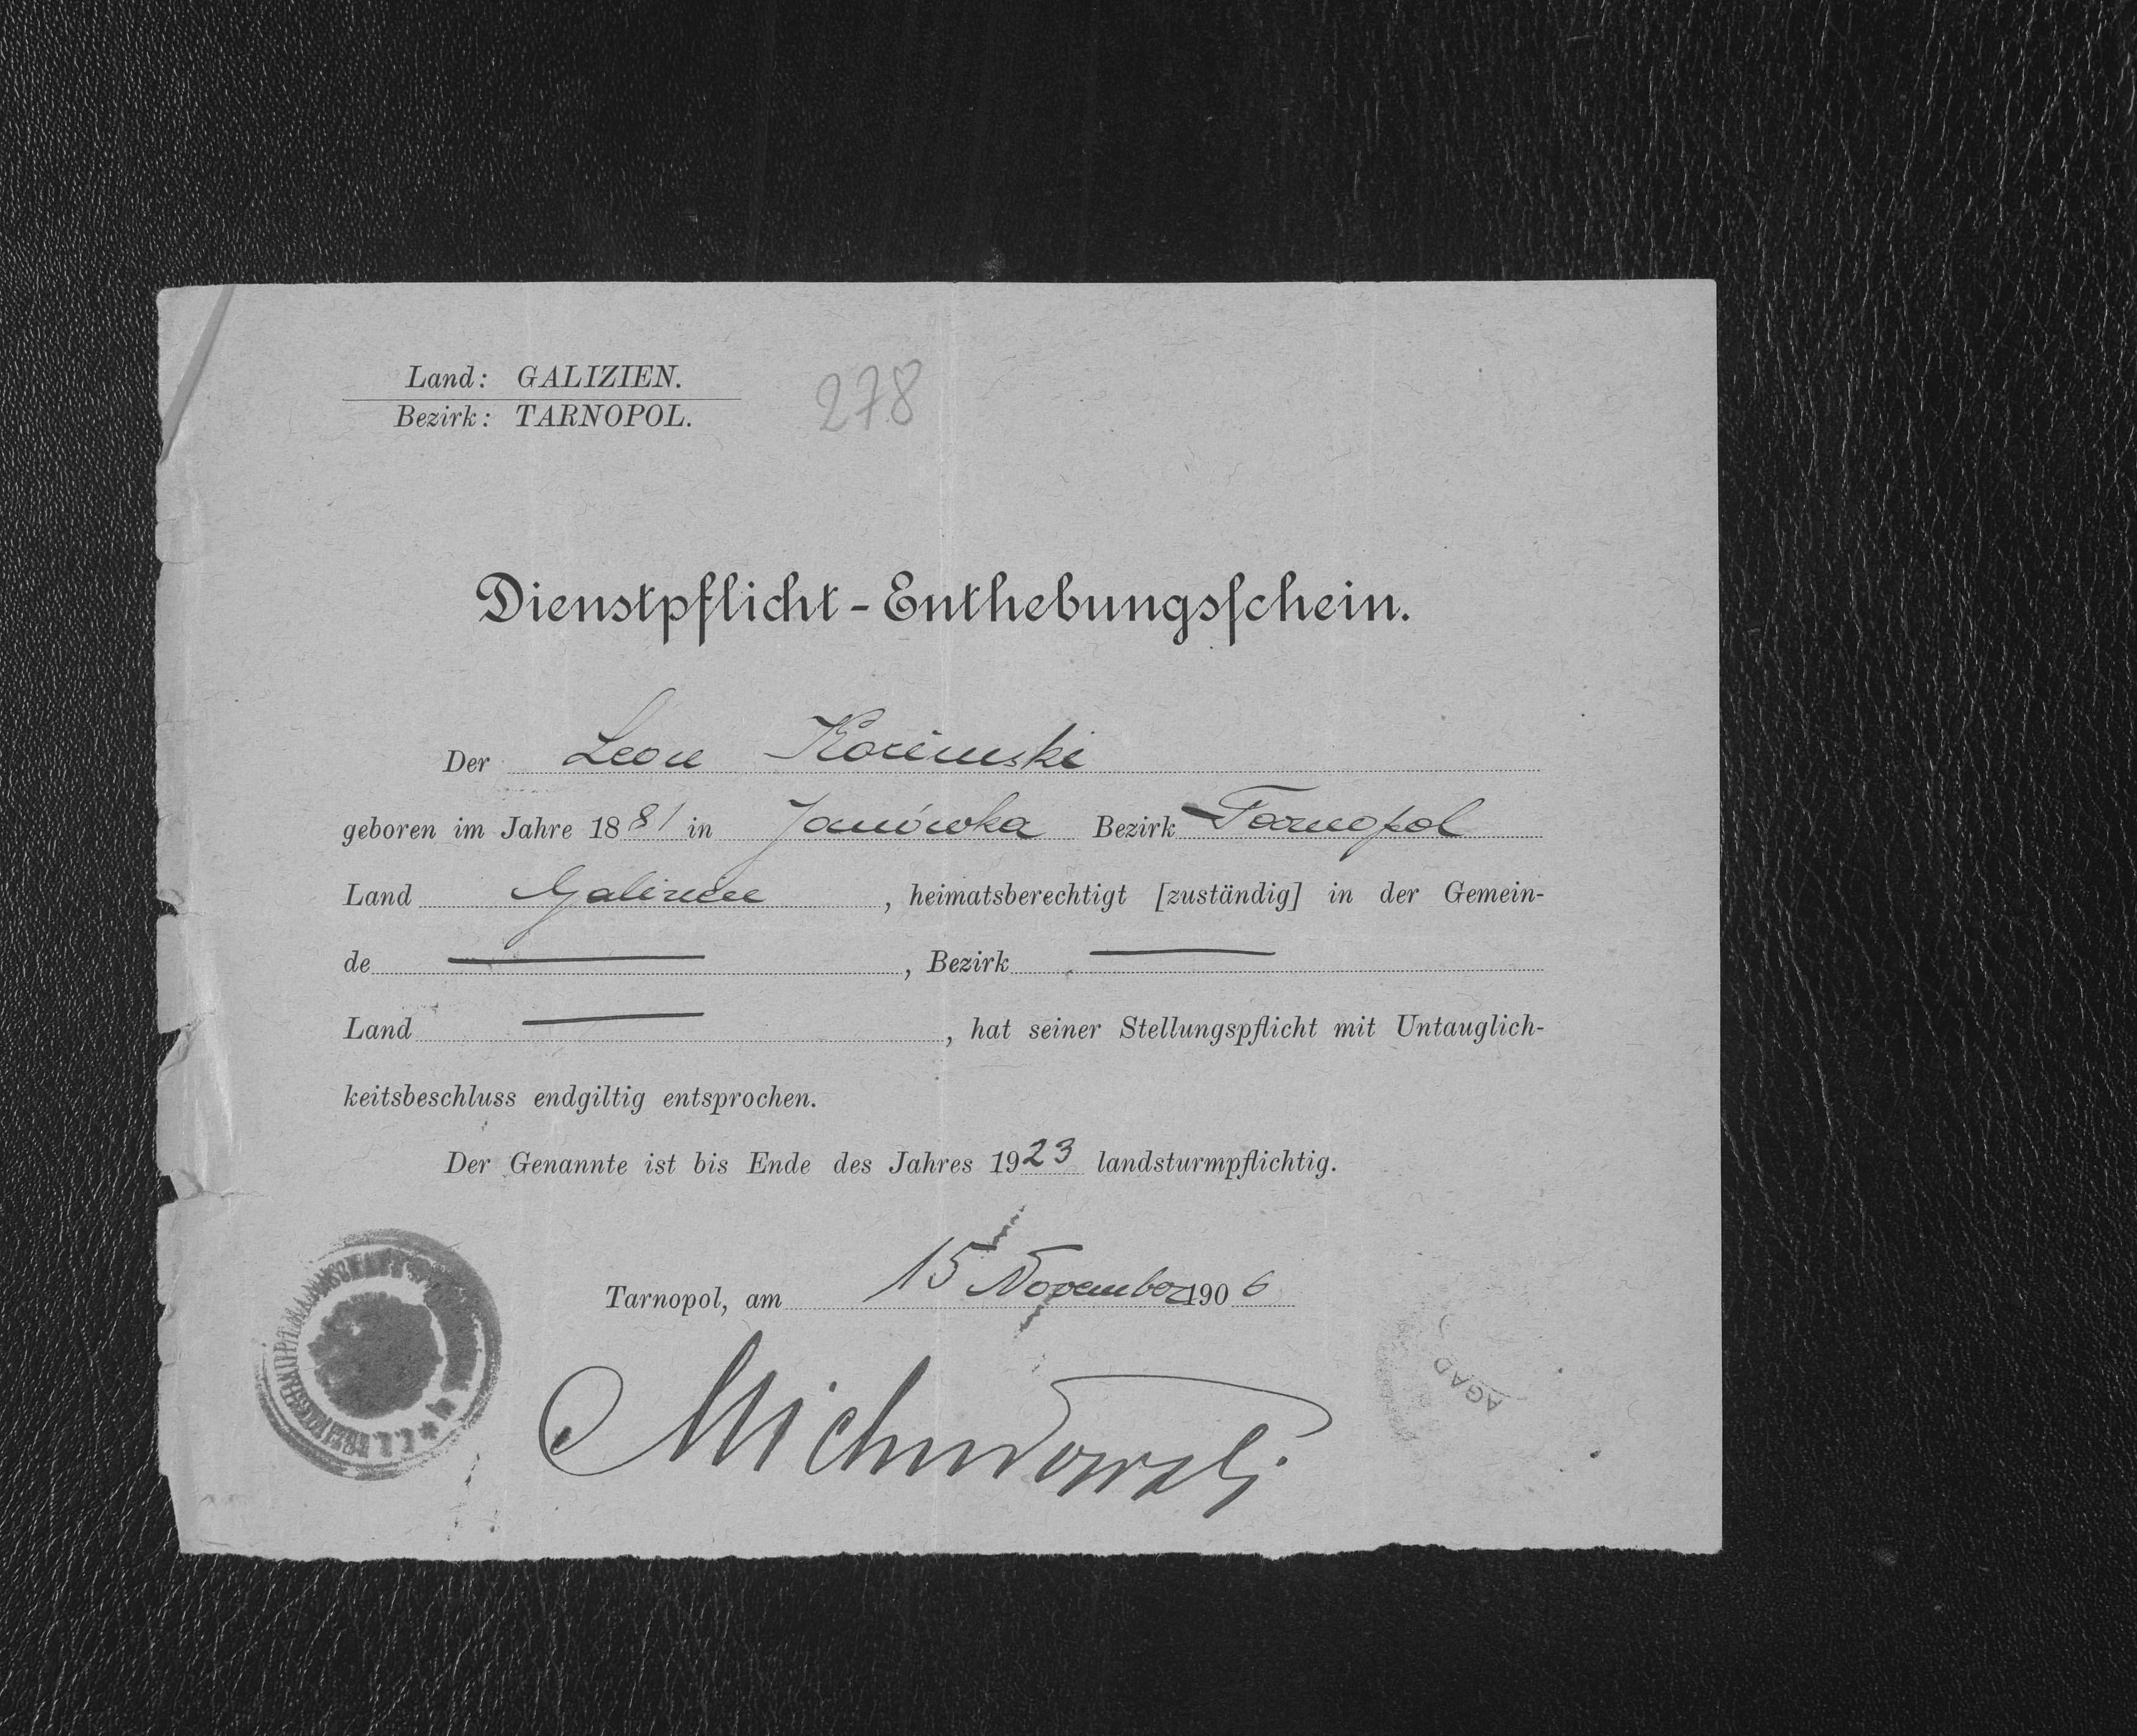 Land: GALIZIEN.
278
Bezirk: TARNOPOL.
Dienstpflicht-Enthebungsschein.
Der Leon Kozinski
geboren im Jahre 1881 in Janówka Bezirk Tarnopol
Land Galizien, heimatsberechtigt [zuständig] in der Gemein-
de — , Bezirk —
Land — , hat seiner Stellungspflicht mit Untauglich-
keitsbeschluss endgiltig entsprochen.
Der Genannte ist bis Ende des Jahres 1923 landsturmpflichtig.
Tarnopol, am 15 November 1906
AGAD